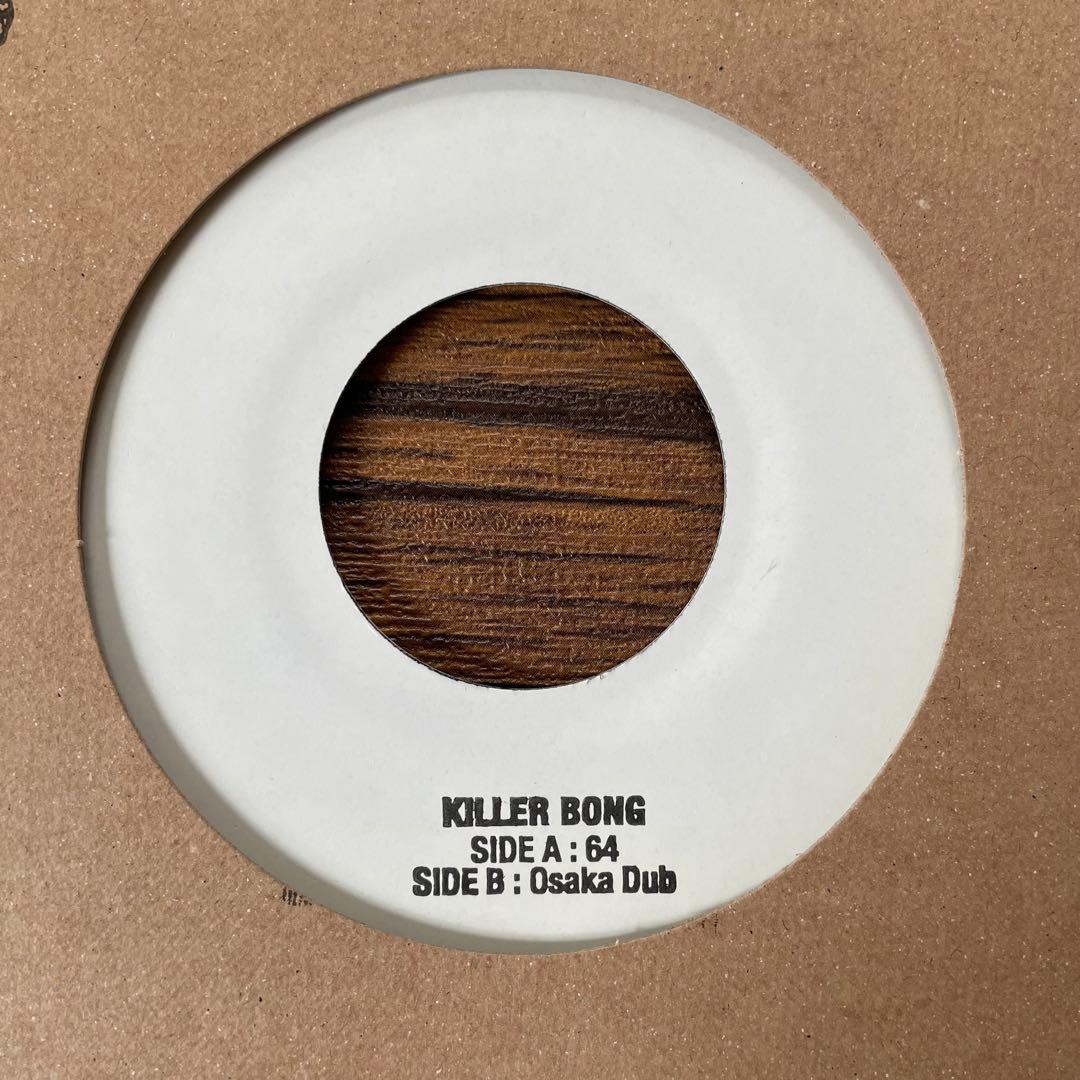 KILLER BONG
SIDE A : 64
SIDE B : Osaka Dub